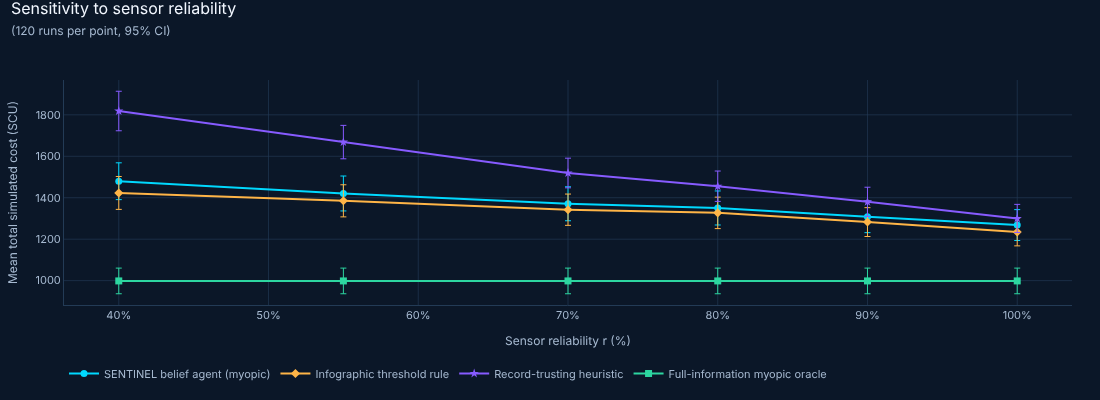 Sensitivity to sensor reliability
(120 runs per point, 95% CI)
Mean total simulated cost (SCU)
1800
1600
1400
1200
1000
40%
50%
60%
70%
80%
90%
100%
Sensor reliability r (%)
SENTINEL belief agent (myopic)
Infographic threshold rule
Record-trusting heuristic
Full-information myopic oracle